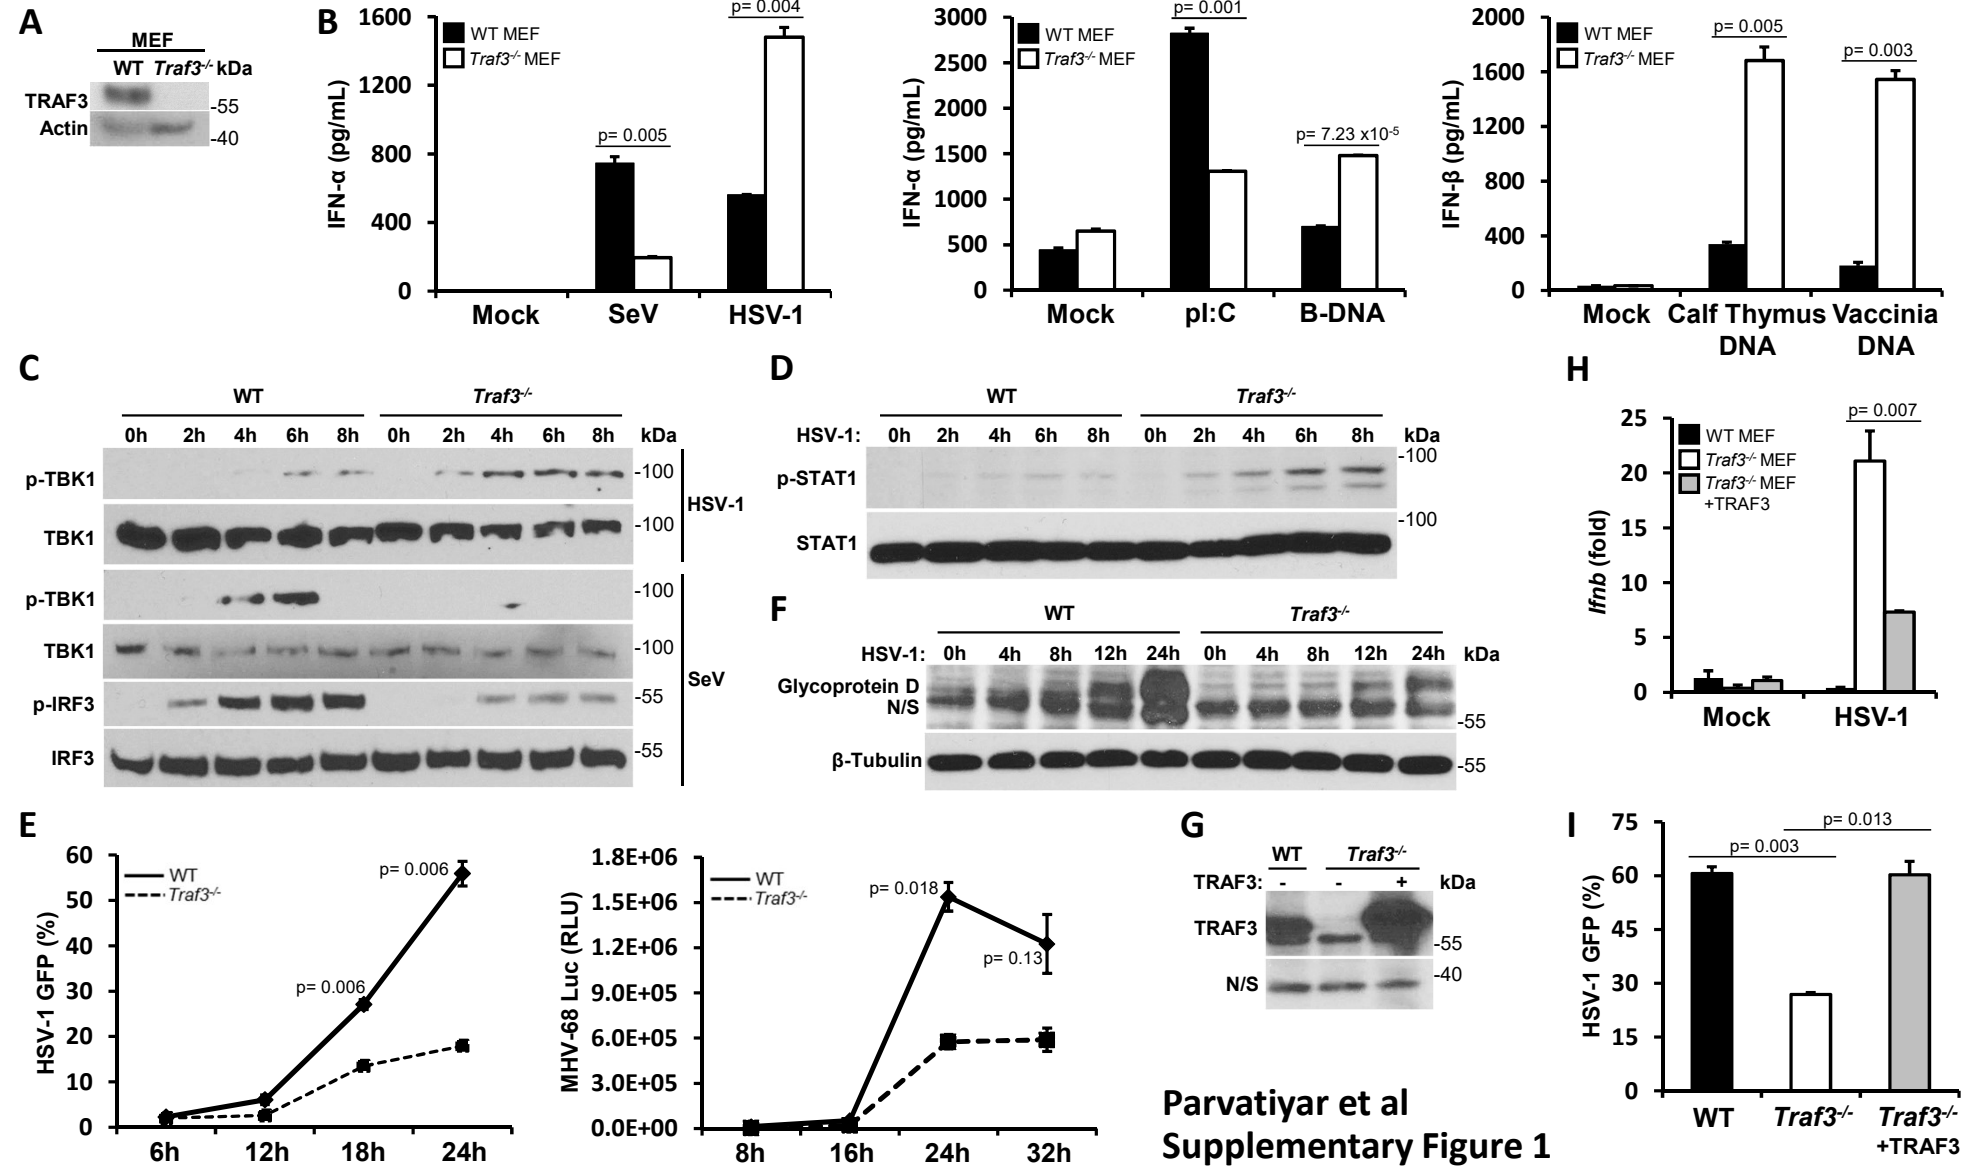 A
MEF
WT Traf3-/- kDa
TRAF3
-55
Actin
-40
B
IFN-α (pg/mL)
1600
1200
800
400
0
WT MEF
Traf3-/- MEF
p= 0.005
p= 0.004
Mock SeV HSV-1
IFN-α (pg/mL)
3000
2500
2000
1500
1000
500
0
WT MEF
Traf3-/- MEF
p= 0.001
p= 7.23 x10-5
Mock pI:C B-DNA
IFN-β (pg/mL)
2000
1600
1200
800
400
0
WT MEF
Traf3-/- MEF
p= 0.005
p= 0.003
Mock Calf Thymus Vaccinia
DNA DNA
C
WT Traf3-/-
0h 2h 4h 6h 8h 0h 2h 4h 6h 8h kDa
p-TBK1 -100
TBK1 -100
HSV-1
p-TBK1 -100
TBK1 -100
p-IRF3 -55
IRF3 -55
SeV
D
WT Traf3-/-
HSV-1: 0h 2h 4h 6h 8h 0h 2h 4h 6h 8h kDa
-100
p-STAT1
-100
STAT1
F
WT Traf3-/-
HSV-1: 0h 4h 8h 12h 24h 0h 4h 8h 12h 24h kDa
Glycoprotein D
N/S
-55
β-Tubulin -55
H
Ifnb (fold)
25
20
15
10
5
0
WT MEF
Traf3-/- MEF
Traf3-/- MEF
+TRAF3
p= 0.007
Mock HSV-1
E
HSV-1 GFP (%)
60
50
40
30
20
10
0
WT
Traf3-/-
p= 0.006
p= 0.006
6h 12h 18h 24h
MHV-68 Luc (RLU)
1.8E+06
1.5E+06
1.2E+06
9.0E+05
6.0E+05
3.0E+05
0.0E+00
WT
Traf3-/-
p= 0.018
p= 0.13
8h 16h 24h 32h
G
WT Traf3-/-
TRAF3: - - + kDa
TRAF3
-55
-40
N/S
I
HSV-1 GFP (%)
75
60
45
30
15
0
p= 0.013
p= 0.003
WT Traf3-/- Traf3-/-
+TRAF3
Parvatiyar et al
Supplementary Figure 1